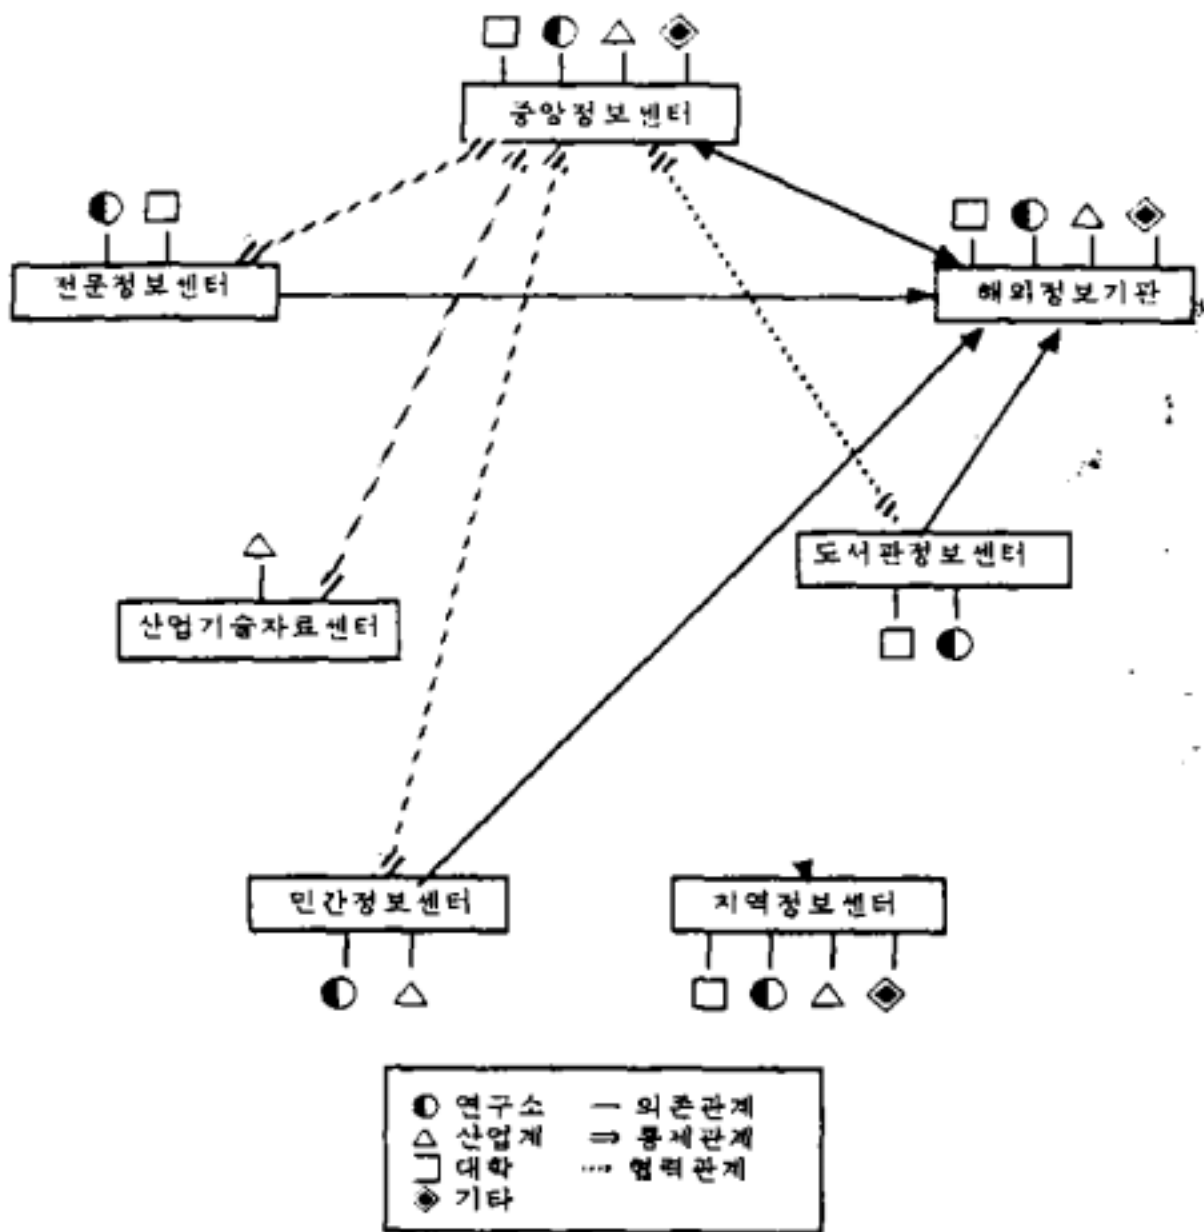 중앙정보센터
전문정보센터
해외정보기관
도서관정보센터
산업기술자료센터
민간정보센터
지역정보센터
연구소 — 의존관계
산업계 ⇒ 통제관계
대학 ···· 협력관계
기타